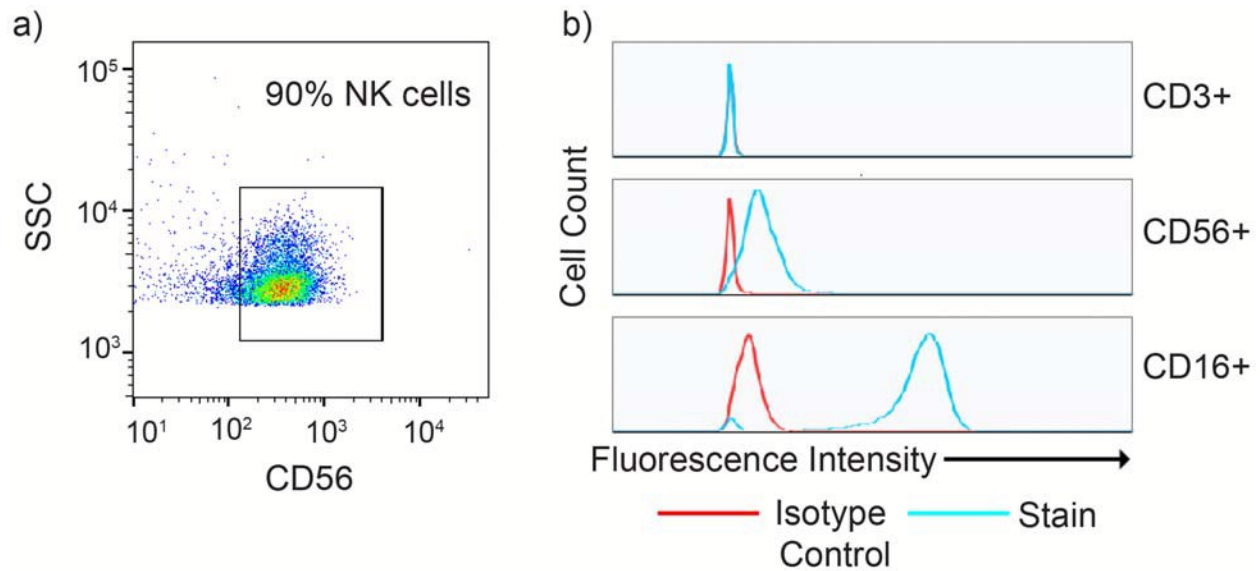 a)
90% NK cells
10⁵
10⁴
10³
SSC
10¹ 10² 10³ 10⁴
CD56
b)
CD3+
CD56+
CD16+
Cell Count
Fluorescence Intensity
Isotype
Control
Stain